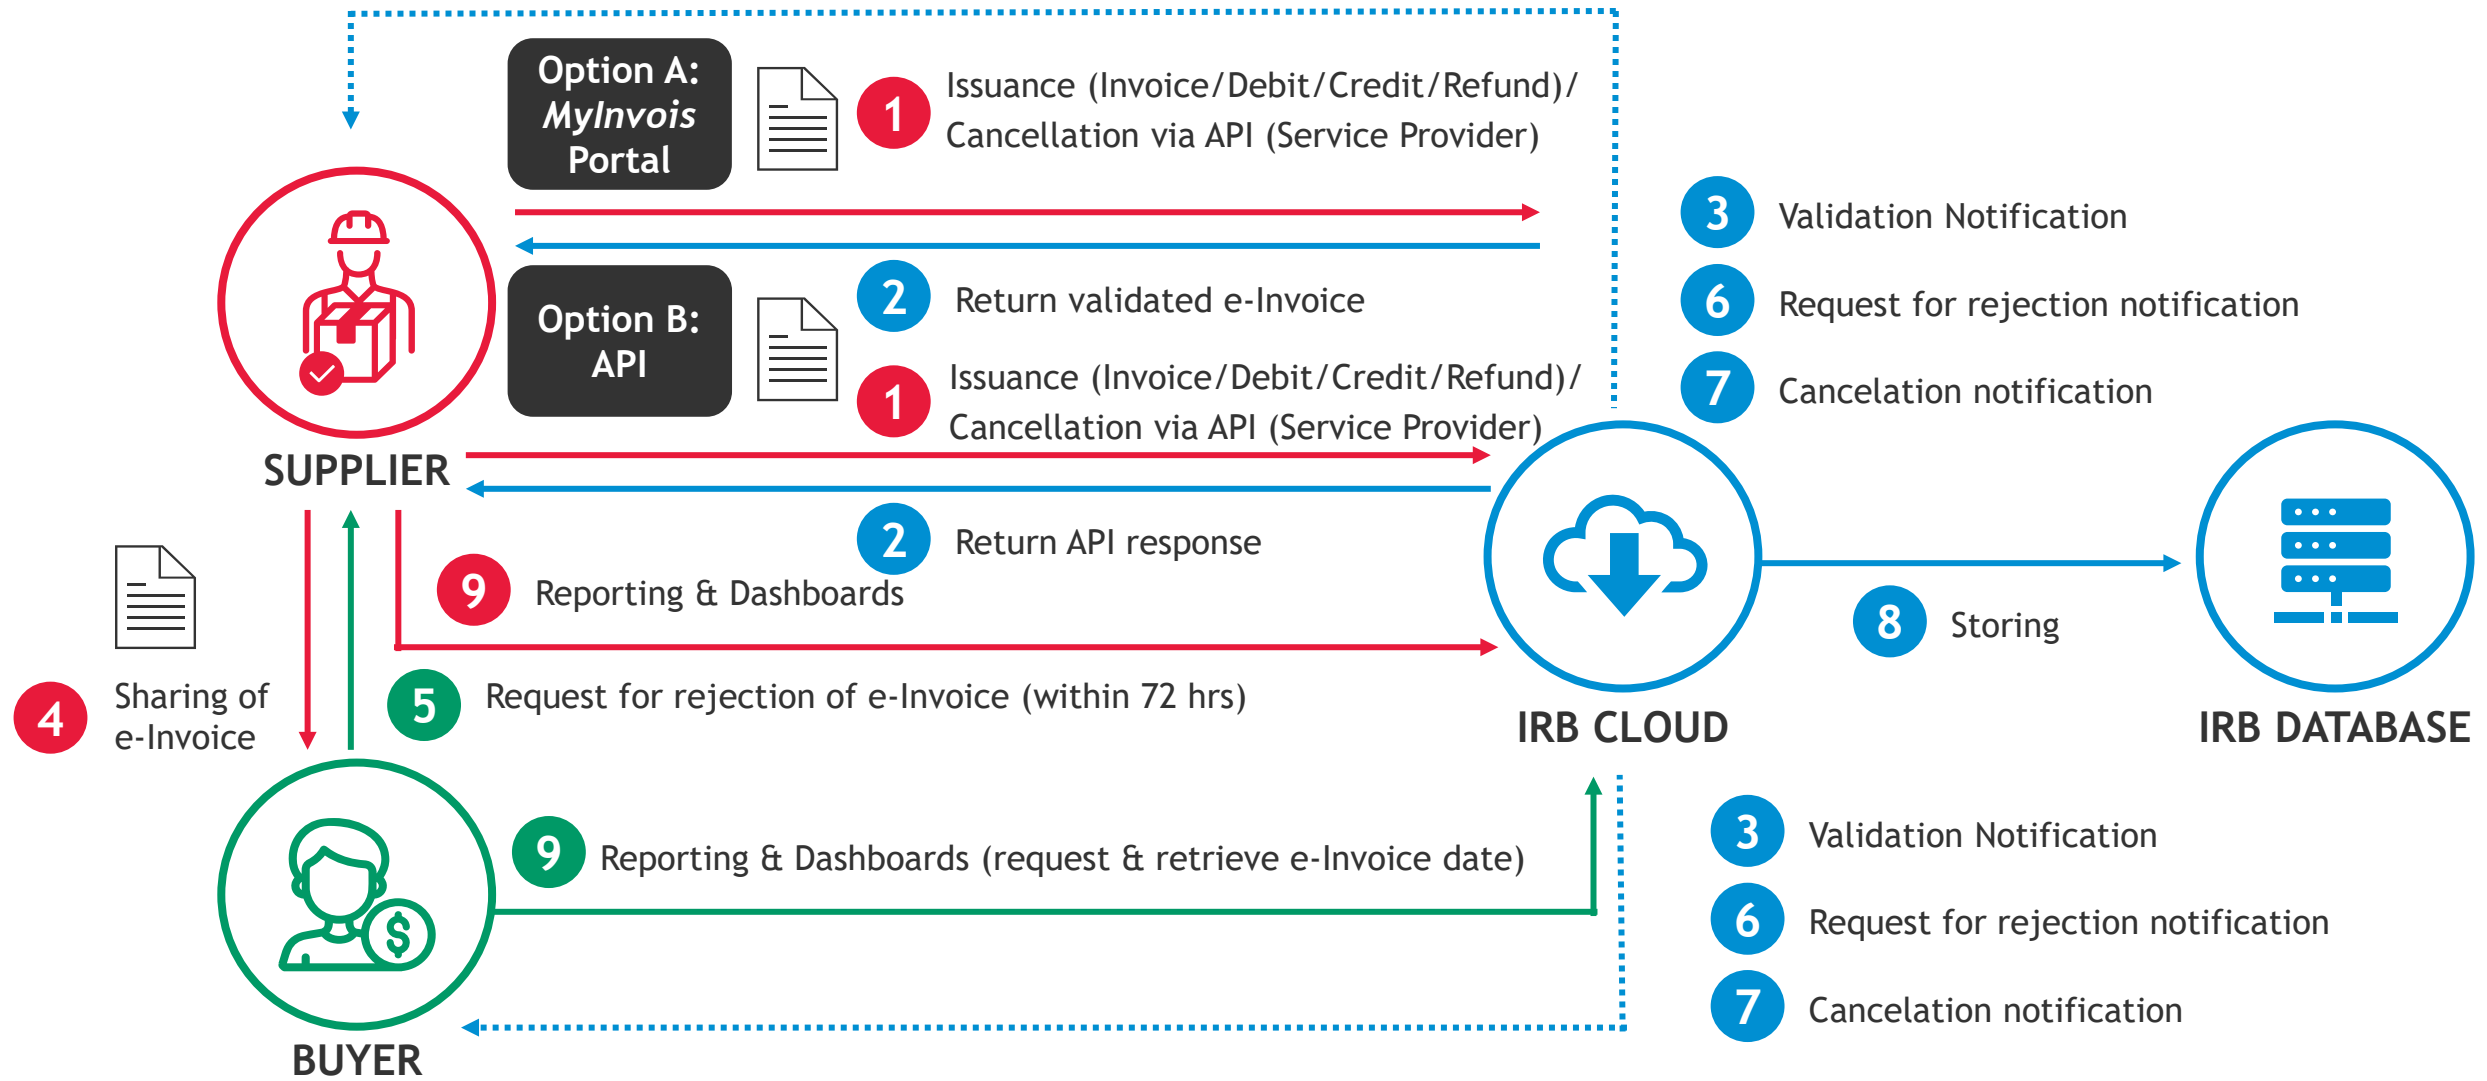 Option A:
MyInvois
Portal
1
Issuance (Invoice/Debit/Credit/Refund)/
Cancellation via API (Service Provider)
3
Validation Notification
6
Request for rejection notification
7
Cancelation notification
2
Return validated e-Invoice
Option B:
API
1
Issuance (Invoice/Debit/Credit/Refund)/
Cancellation via API (Service Provider)
SUPPLIER
2
Return API response
9
Reporting & Dashboards
8
Storing
4
Sharing of
e-Invoice
5
Request for rejection of e-Invoice (within 72 hrs)
IRB CLOUD
IRB DATABASE
9
Reporting & Dashboards (request & retrieve e-Invoice date)
3
Validation Notification
6
Request for rejection notification
7
Cancelation notification
$
BUYER